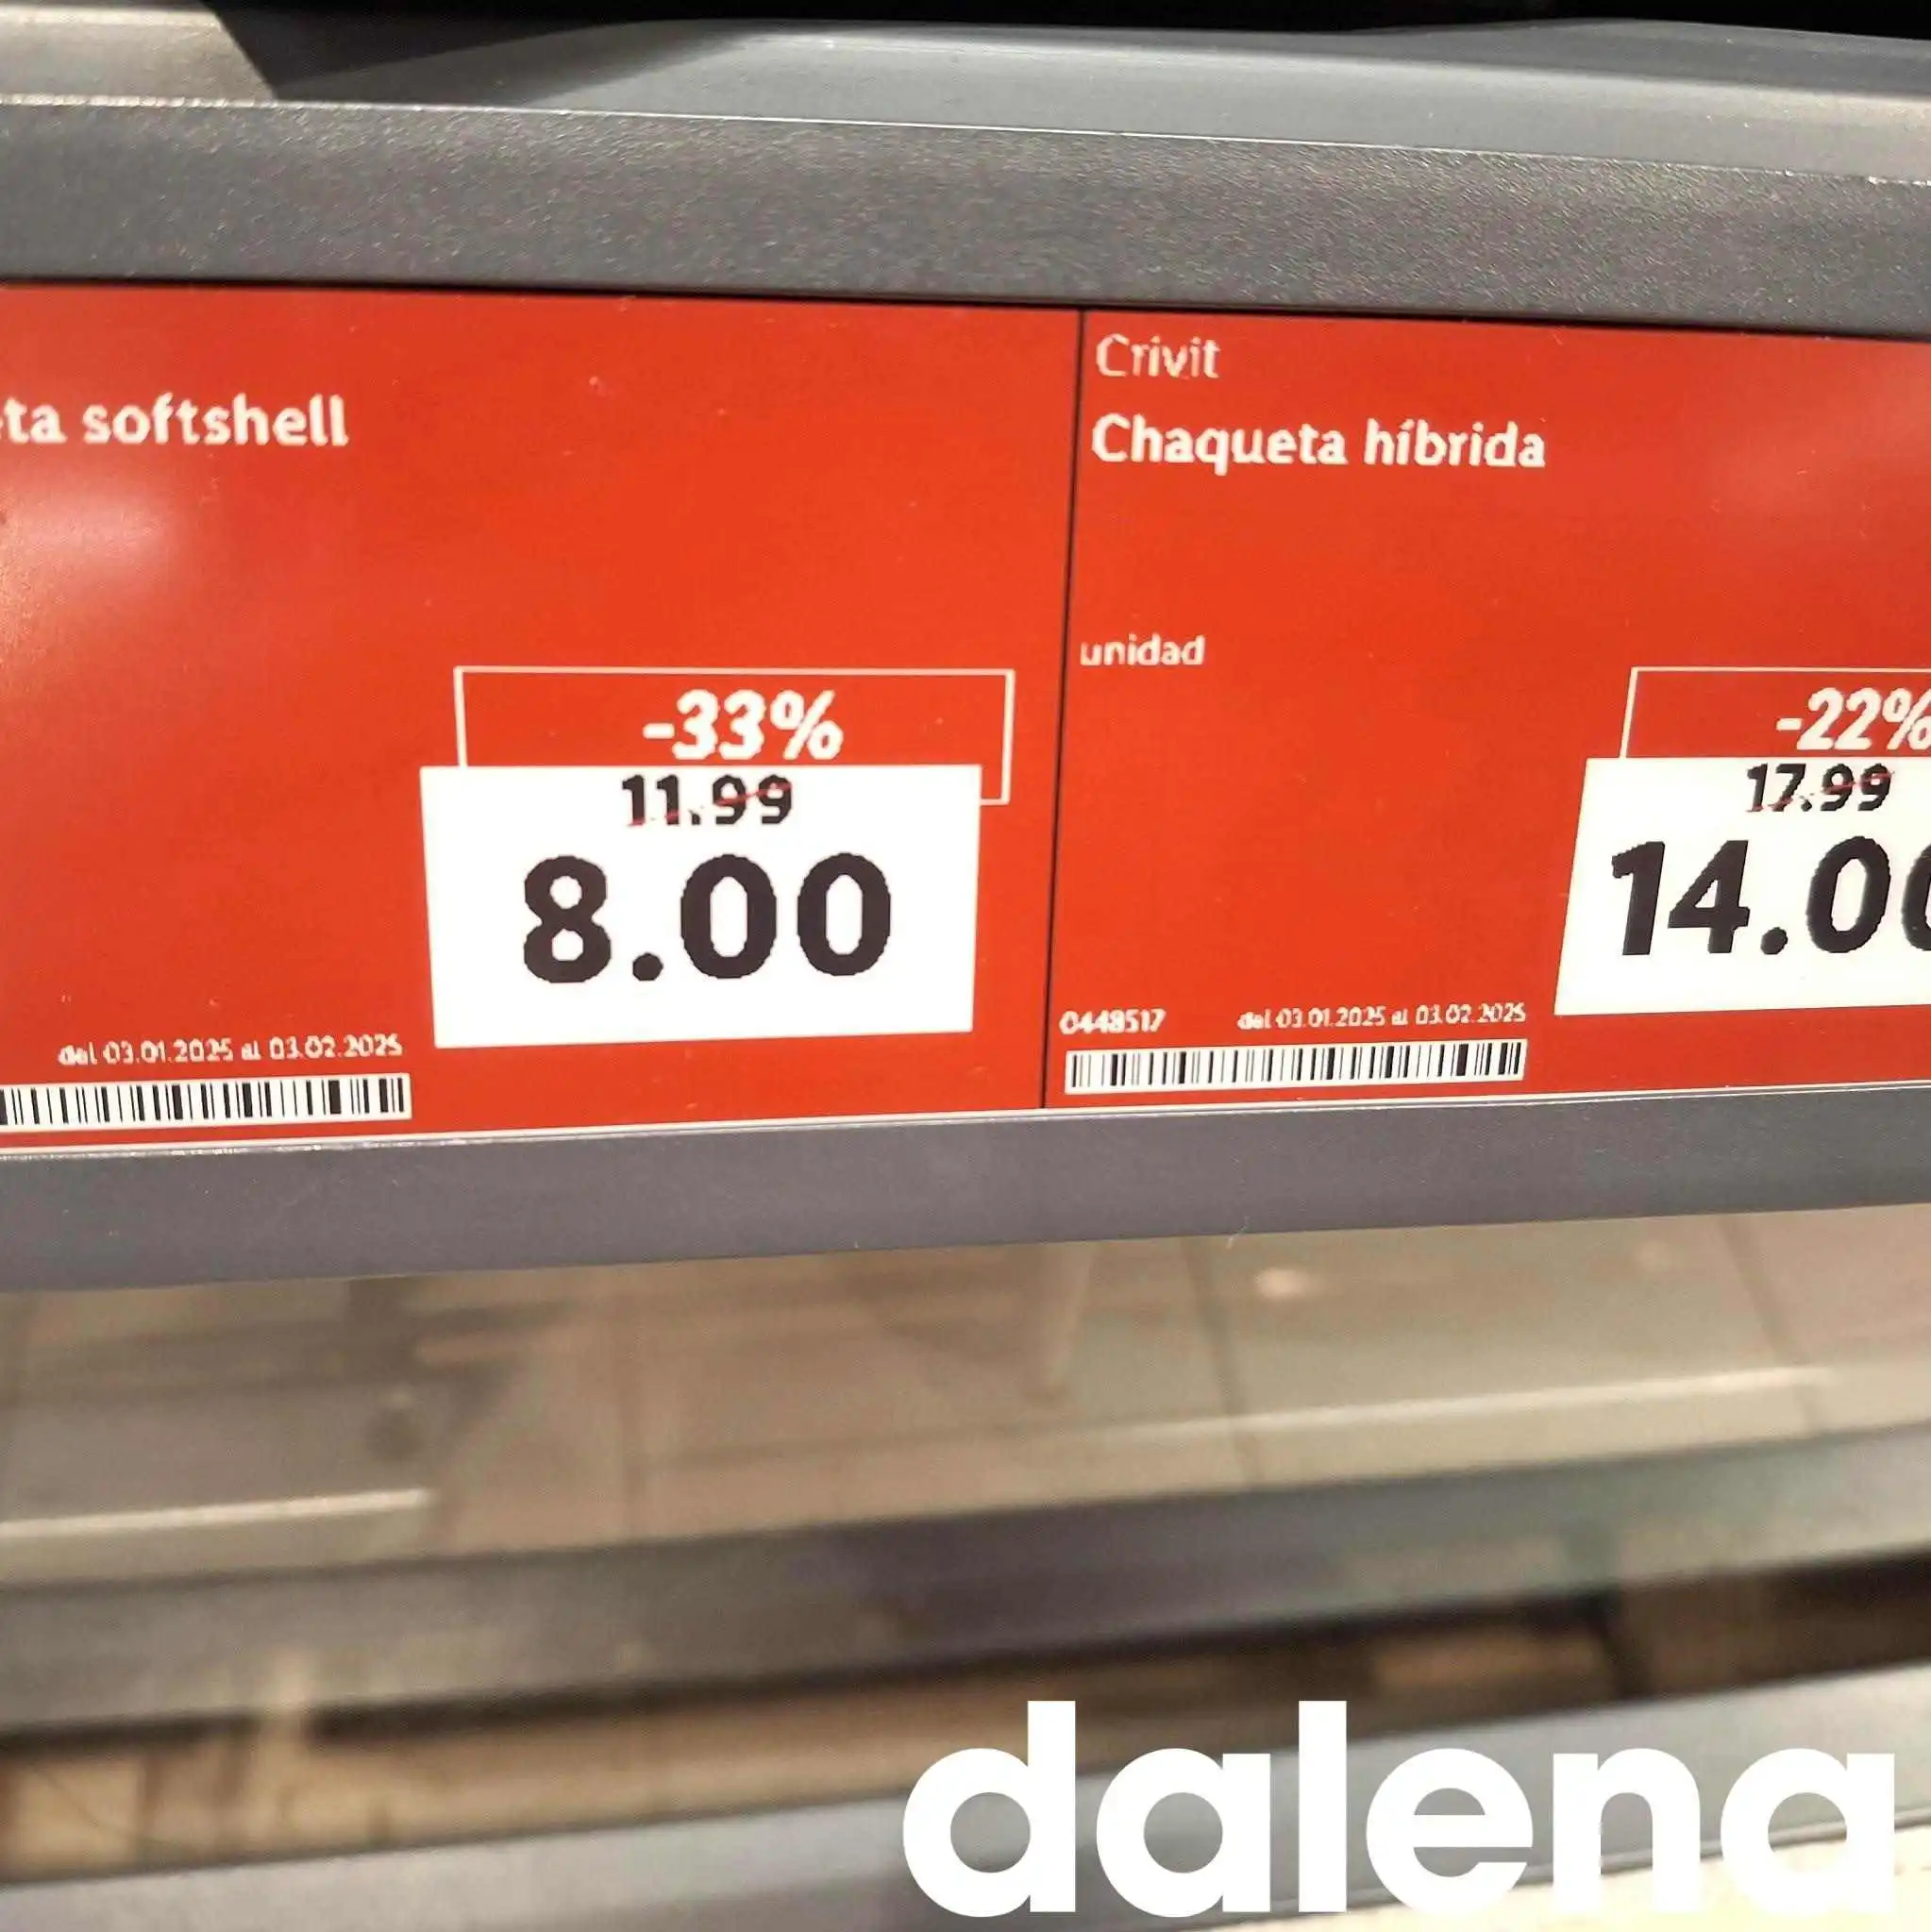 ta softshell
-33%
11.99
8.00
del 03.01.2025 al 03.02.2025
Crivit
Chaqueta híbrida
unidad
-22%
17.99
14.00
0448517
del 03.01.2025 al 03.02.2025
dalena